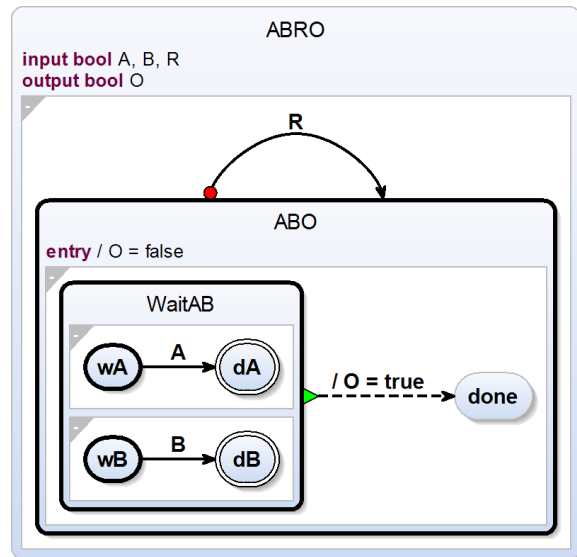 ABRO
input bool A, B, R
output bool O
-
R
ABO
entry / O = false
-
WaitAB
-
wA
A
dA
/ O = true
done
-
wB
B
dB